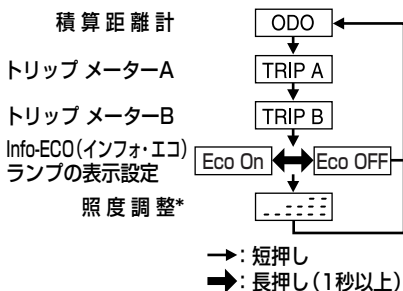 積算距離計 ODO
トリップ メーターA TRIP A
トリップ メーターB TRIP B
Info-ECO(インフォ・エコ)
ランプの表示設定 Eco On Eco OFF
照度調整*
→: 短押し
➡: 長押し(1秒以上)